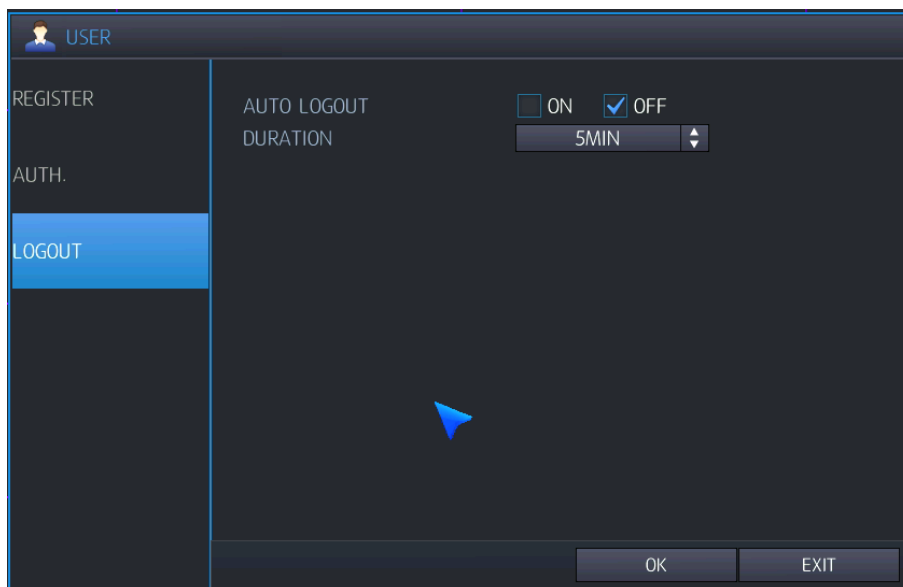 USER
REGISTER
AUTH.
LOGOUT
AUTO LOGOUT ON OFF
DURATION 5MIN
OK EXIT